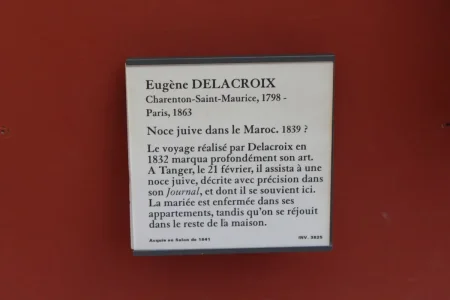 Eugène DELACROIX
Charenton-Saint-Maurice, 1798 -
Paris, 1863
Noce juive dans le Maroc. 1839 ?
Le voyage réalisé par Delacroix en
1832 marqua profondément son art.
A Tanger, le 21 février, il assista à une
noce juive, décrite avec précision dans
son Journal, et dont il se souvient ici.
La mariée est enfermée dans ses
appartements, tandis qu'on se réjouit
dans le reste de la maison.
Acquis au Salon de 1841
INV. 3825